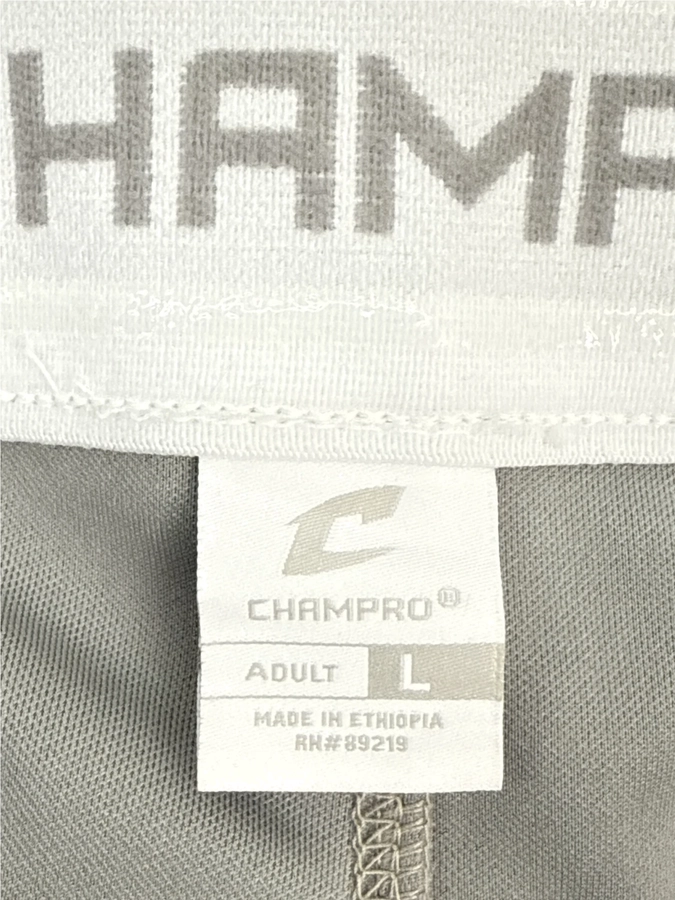 HAMP
CHAMPRO®
ADULT L
MADE IN ETHIOPIA
RN#89219